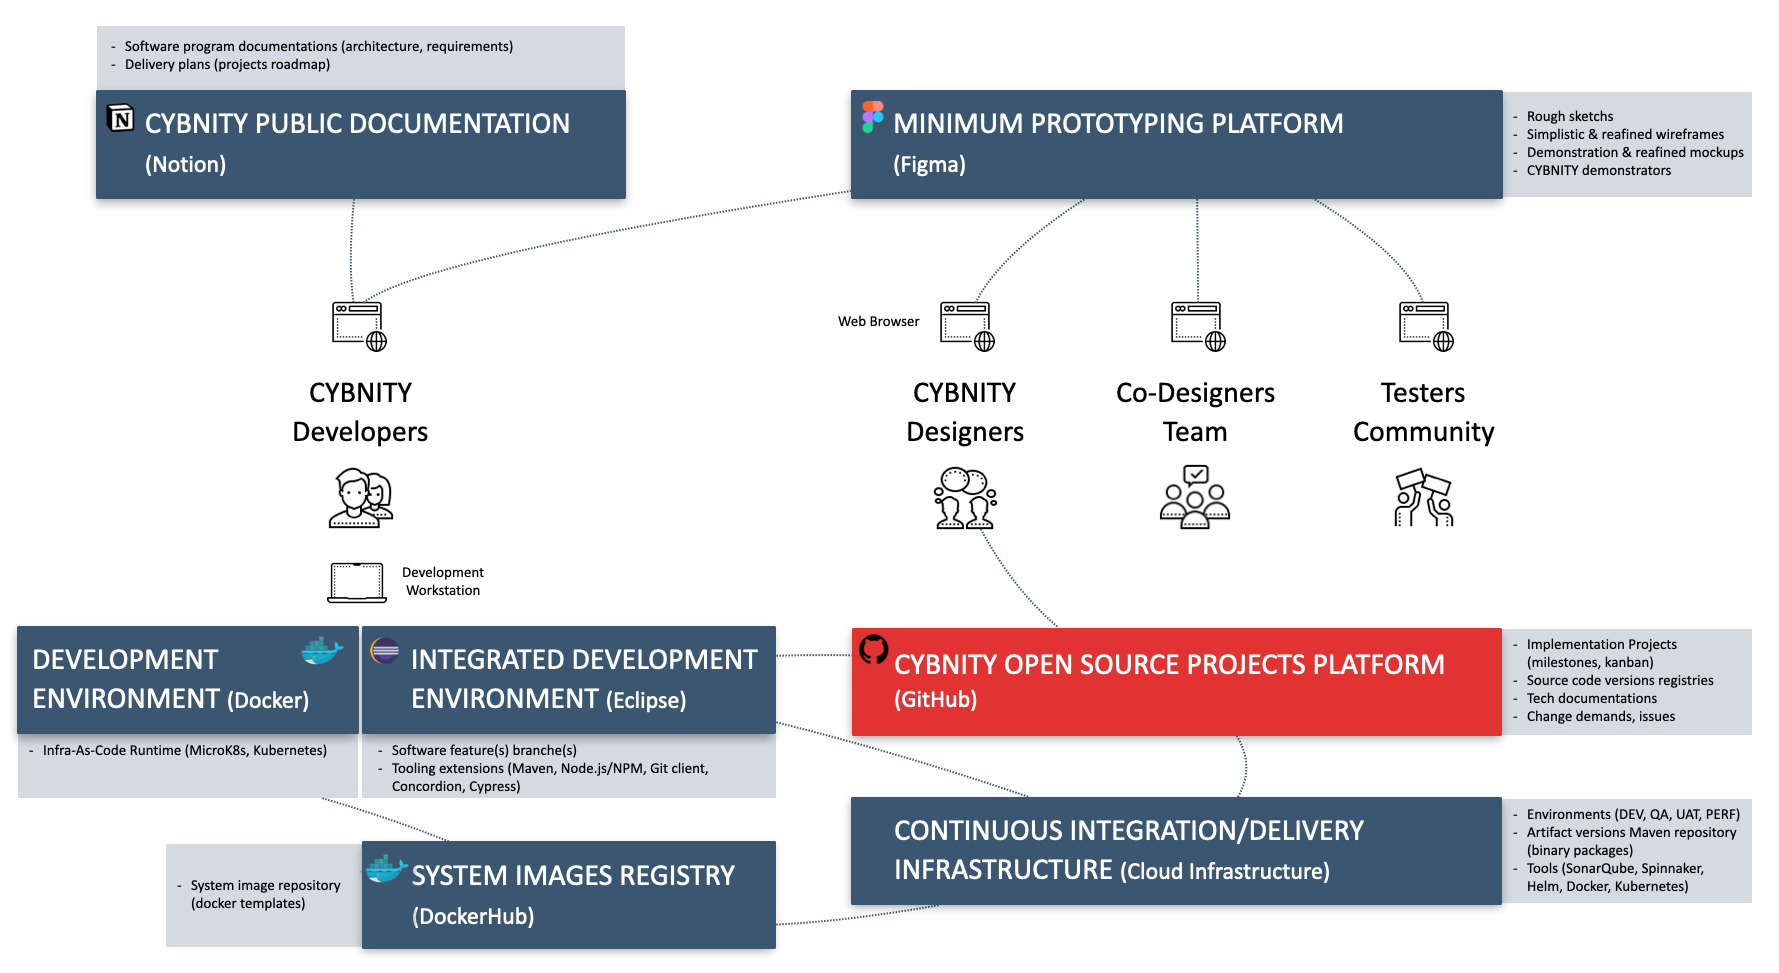 - Software program documentations (architecture, requirements)
- Delivery plans (projects roadmap)
N CYBNITY PUBLIC DOCUMENTATION
(Notion)
MINIMUM PROTOTYPING PLATFORM
(Figma)
- Rough sketchs
- Simplistic & reafined wireframes
- Demonstration & reafined mockups
- CYBNITY demonstrators
Web Browser
CYBNITY
Developers
CYBNITY
Designers
Co-Designers
Team
Testers
Community
Development
Workstation
DEVELOPMENT
ENVIRONMENT (Docker)
- Infra-As-Code Runtime (MicroK8s, Kubernetes)
INTEGRATED DEVELOPMENT
ENVIRONMENT (Eclipse)
- Software feature(s) branche(s)
- Tooling extensions (Maven, Node.js/NPM, Git client,
Concordion, Cypress)
CYBNITY OPEN SOURCE PROJECTS PLATFORM
(GitHub)
- Implementation Projects
(milestones, kanban)
- Source code versions registries
- Tech documentations
- Change demands, issues
- System image repository
(docker templates)
SYSTEM IMAGES REGISTRY
(DockerHub)
CONTINUOUS INTEGRATION/DELIVERY
INFRASTRUCTURE (Cloud Infrastructure)
- Environments (DEV, QA, UAT, PERF)
- Artifact versions Maven repository
(binary packages)
- Tools (SonarQube, Spinnaker,
Helm, Docker, Kubernetes)